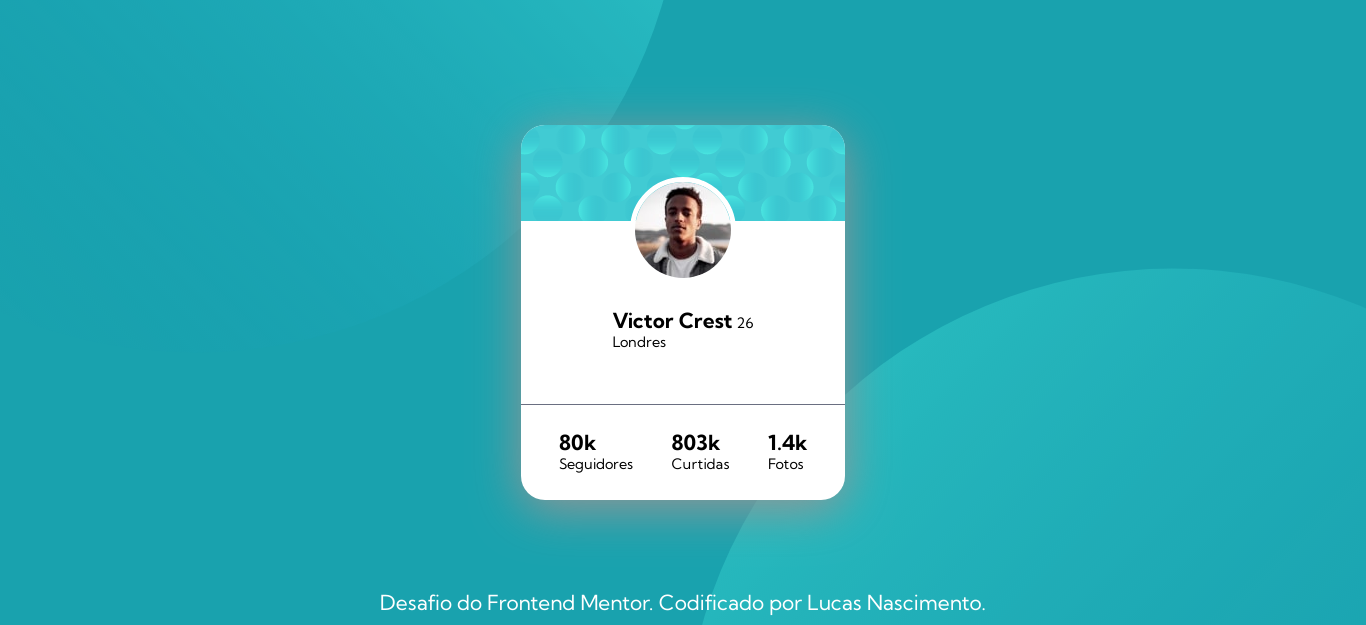 Victor Crest 26
Londres
80k 803k 1.4k
Seguidores Curtidas Fotos
Desafio do Frontend Mentor. Codificado por Lucas Nascimento.